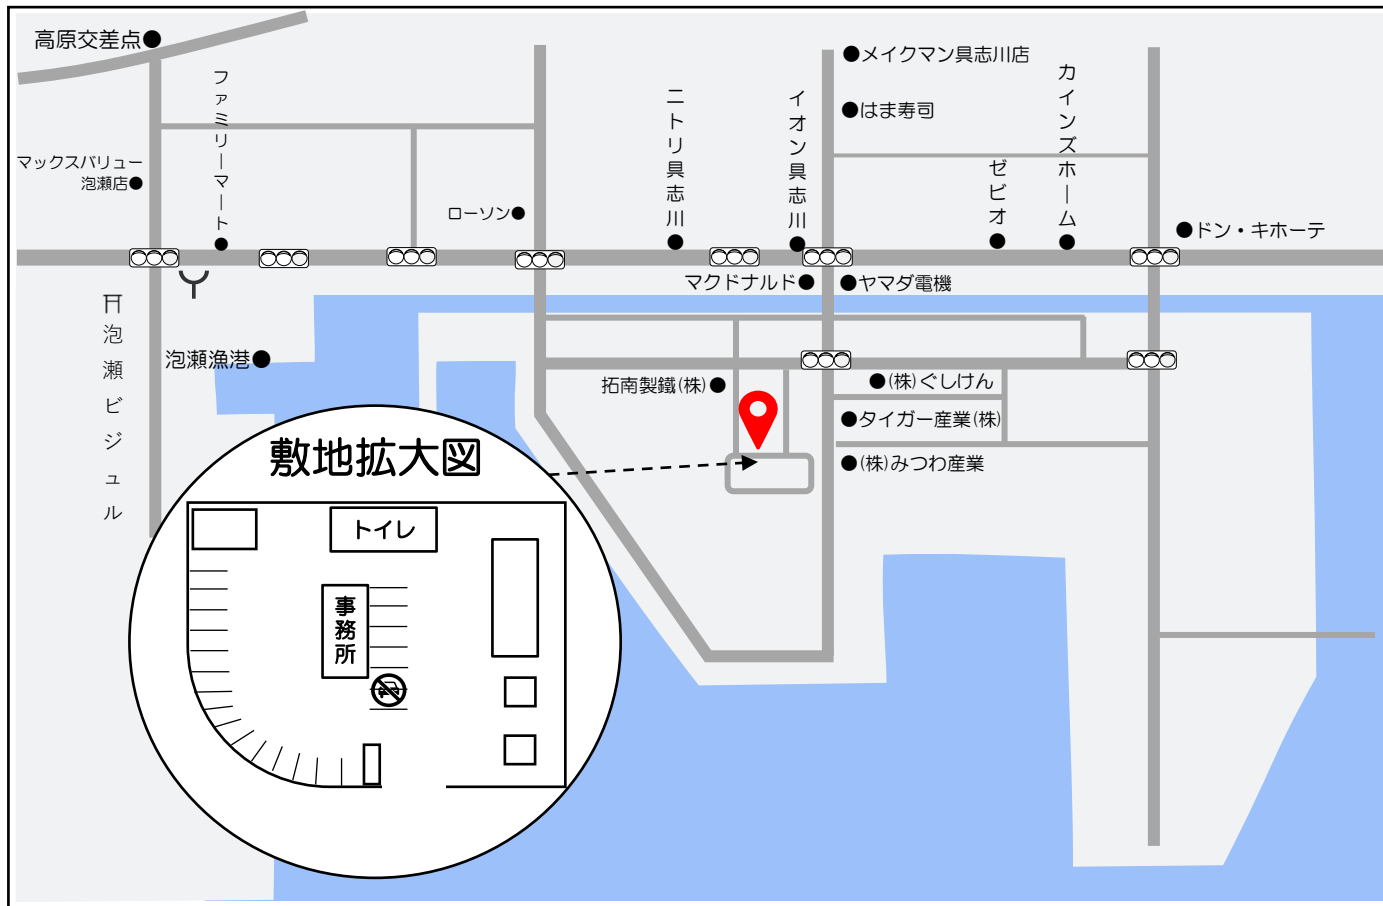 高原交差点
メイクマン具志川店
カインズホーム
ファミリーマート
ニトリ具志川
イオン具志川
はま寿司
マックスバリュー
泡瀬店
ゼビオ
ローソン
ドン・キホーテ
マクドナルド
ヤマダ電機
泡瀬ビジュル
泡瀬漁港
拓南製鐵(株)
(株)ぐしけん
タイガー産業(株)
(株)みつわ産業
敷地拡大図
トイレ
事務所